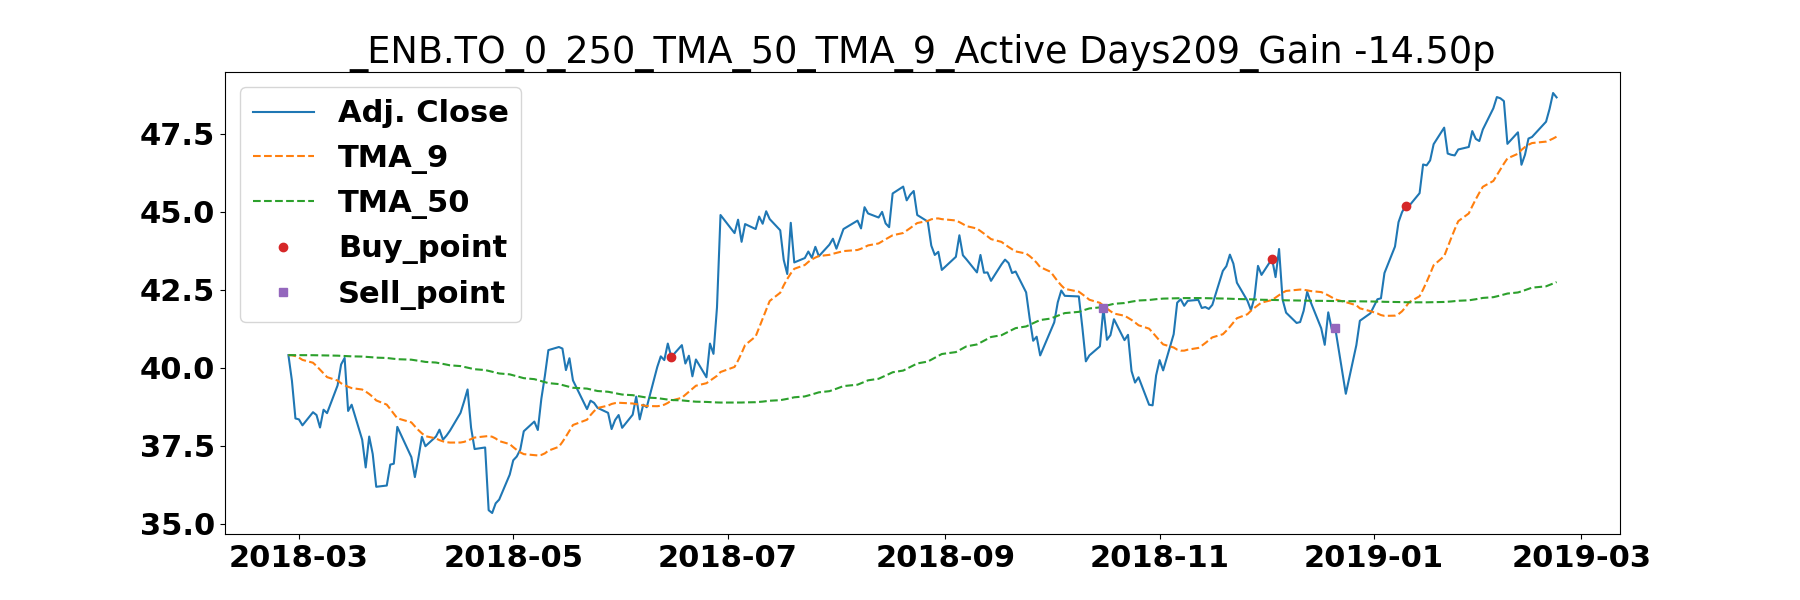 _ENB.TO_0_250_TMA_50_TMA_9_Active Days209_Gain -14.50p
Adj. Close
TMA_9
TMA_50
Buy_point
Sell_point
47.5
45.0
42.5
40.0
37.5
35.0
2018-03 2018-05 2018-07 2018-09 2018-11 2019-01 2019-03